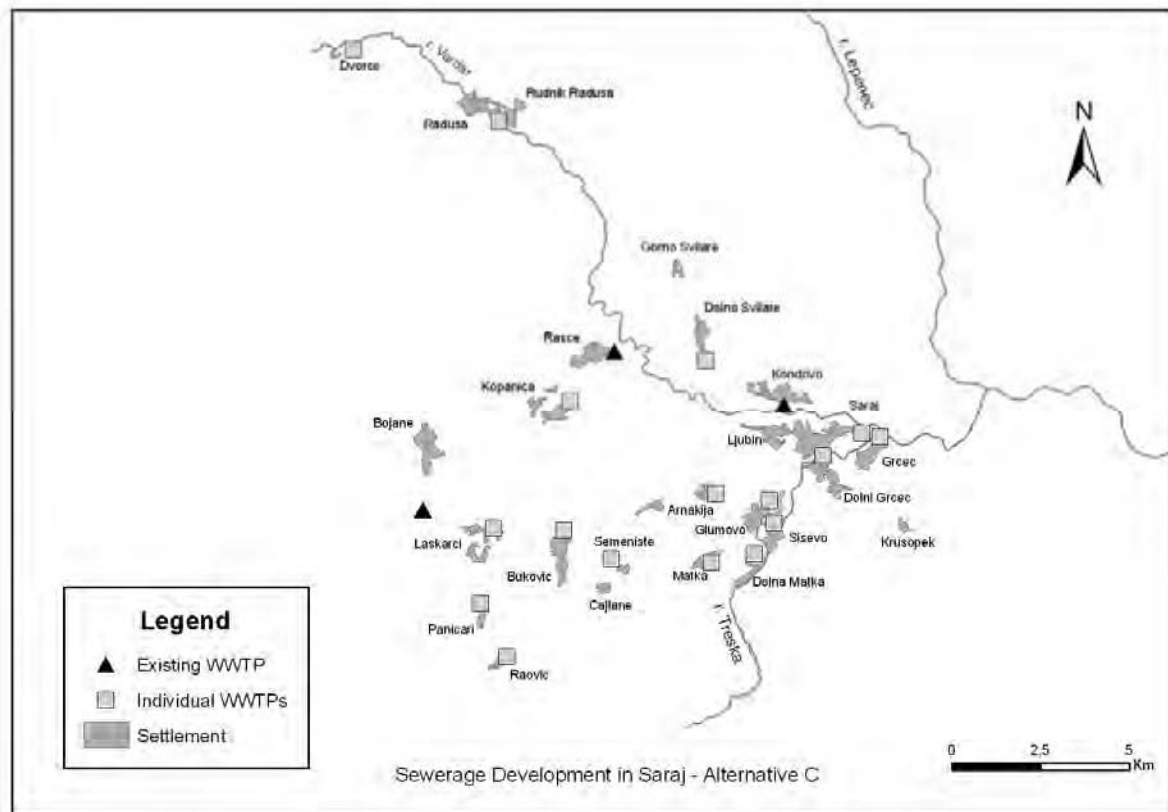 Dvorce
r. Vardar
r. Lepenec
Rudnik Radusa
Radusa
N
Gorno Svilare
Dolno Svilare
Rasce
Kondovo
Kopanica
Saraj
Bojane
Ljubin
Grcec
Dolni Grcec
Arnakija
Glumovo
Krusopek
Laskarci
Semeniste
Sisevo
Bukovic
Matka
Dolna Matka
Cajlane
Panicari
r. Treska
Raovic
Legend
Existing WWTP
Individual WWTPs
Settlement
0 2,5 5
Km
Sewerage Development in Saraj - Alternative C